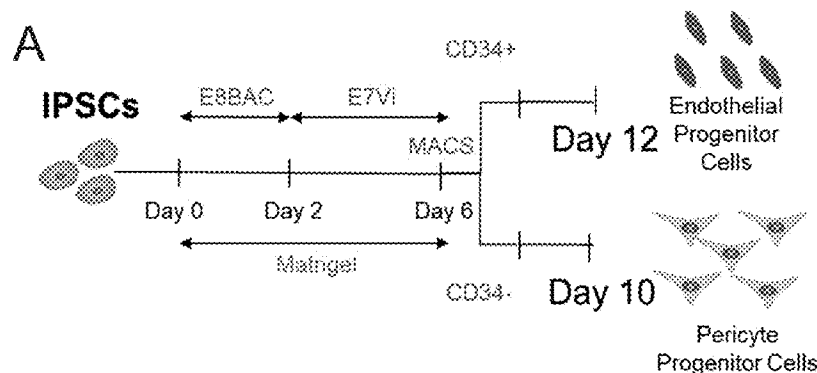 A
IPSCs
E8BAC
E7Vi
CD34+
MACS
Day 0
Day 2
Day 6
Matrigel
CD34-
Day 12
Endothelial
Progenitor
Cells
Day 10
Pericyte
Progenitor Cells